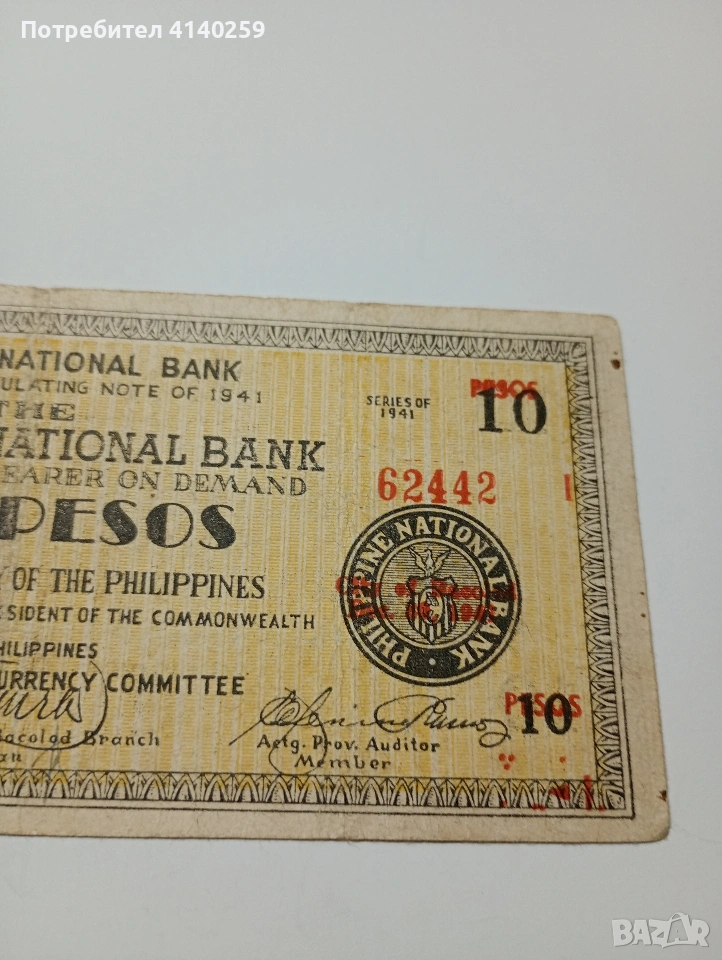 Потребител 4140259
NATIONAL BANK
ULATING NOTE OF 1941
THE
NATIONAL BANK
EARER ON DEMAND
PESOS
Y OF THE PHILIPPINES
ESIDENT OF THE COMMONWEALTH
HILIPPINES
URRENCY COMMITTEE
Bacolod Branch
Actg. Prov. Auditor
Member
SERIES OF
1941
PESOS
10
62442
PHILIPPINE NATIONAL BANK
PESOS
10
BAZAR